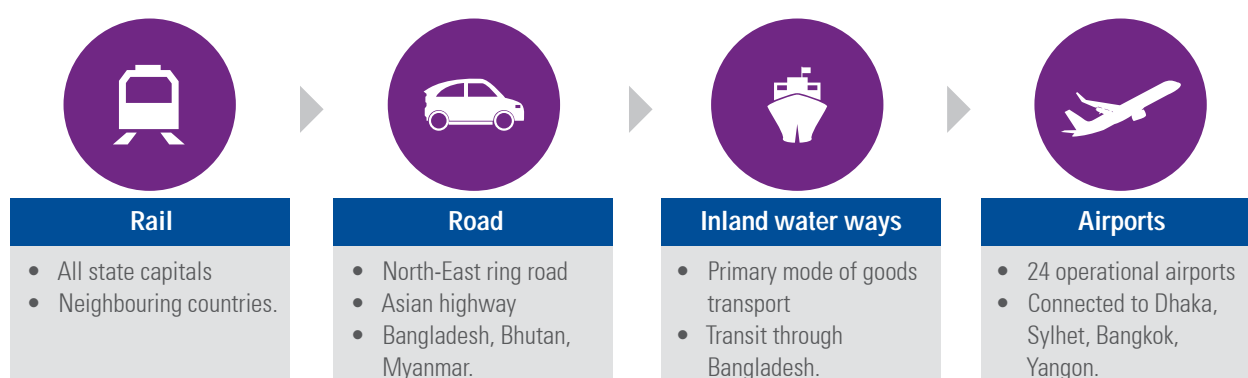 Rail
• All state capitals
• Neighbouring countries.
Road
• North-East ring road
• Asian highway
• Bangladesh, Bhutan,
Myanmar.
Inland water ways
• Primary mode of goods
transport
• Transit through
Bangladesh.
Airports
• 24 operational airports
• Connected to Dhaka,
Sylhet, Bangkok,
Yangon.